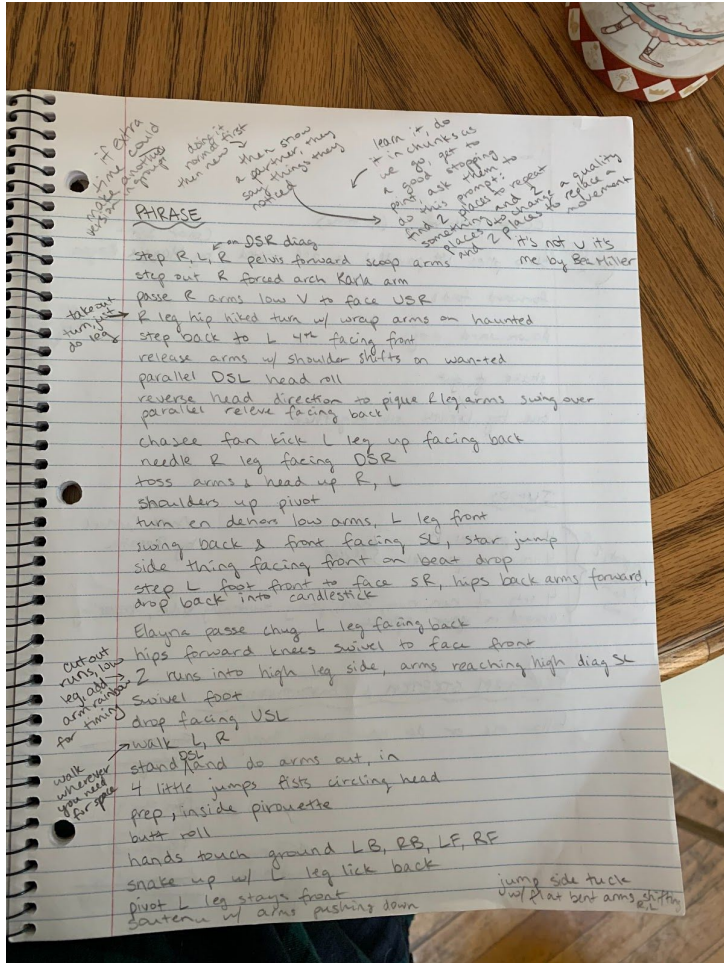 if extra
time could
make another
version in group
doing it
normal first
then new
then show
a partner, they
say things they
noticed
learn it, do
it in chunks as
we go, get to
a good stopping
point ask them to
do this prompt:
find 2 places to repeat
something and 2
places to change a quality
and 2 places to replace a
movement
it's not u it's
me by Bea Miller
PHRASE
on DSR diag
step R, L, R pelvis forward scoop arms
step out R forced arch Karla arm
passe R arms low V to face USR
take out
turn, just
do leg
R leg hip hiked turn w/ wrap arms on haunted
step back to L 4th facing front
release arms w/ shoulder shifts on wan-ted
parallel DSL head roll
reverse head direction to pique R leg arms swing over
parallel releve facing back
chasee fan kick L leg up facing back
needle R leg facing DSR
toss arms & head up R, L
shoulders up pivot
turn en dehors low arms, L leg front
swing back & front facing SL, star jump
side thing facing front on beat drop
step L foot front to face SR, hips back arms forward,
drop back into candlestick
Elayna passe chug L leg facing back
hips forward knees swivel to face front
cut out
runs, low
leg, add
arm rainbow
for timing
2 runs into high leg side, arms reaching high diag SL
swivel foot
drop facing USL
walk L, R
walk
wherever
you need
for space
stand DSL and do arms out, in
4 little jumps fists circling head
prep, inside pirouette
butt roll
hands touch ground LB, RB, LF, RF
snake up w/ L leg lick back
pivot L leg stays front
soutenu w/ arms pushing down
jump side tuck
w/ flat bent arms shifting
R, L